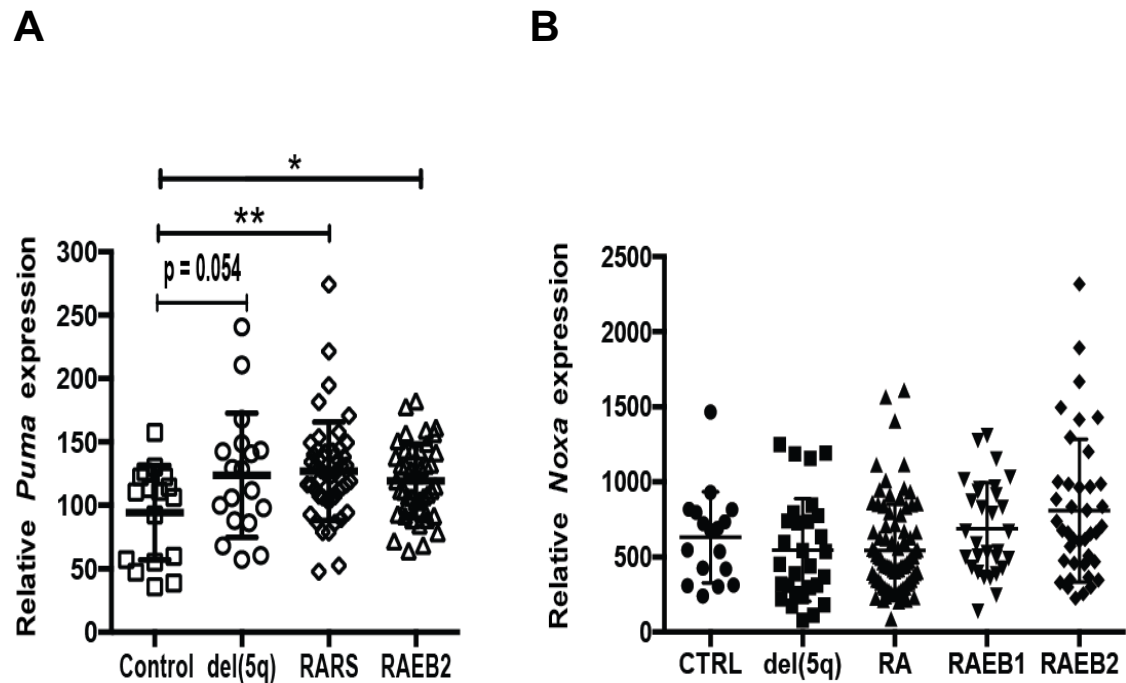 A
B
*
**
p = 0.054
Relative Puma expression
300
250
200
150
100
50
0
Control del(5q) RARS RAEB2
Relative Noxa expression
2500
2000
1500
1000
500
0
CTRL del(5q) RA RAEB1 RAEB2